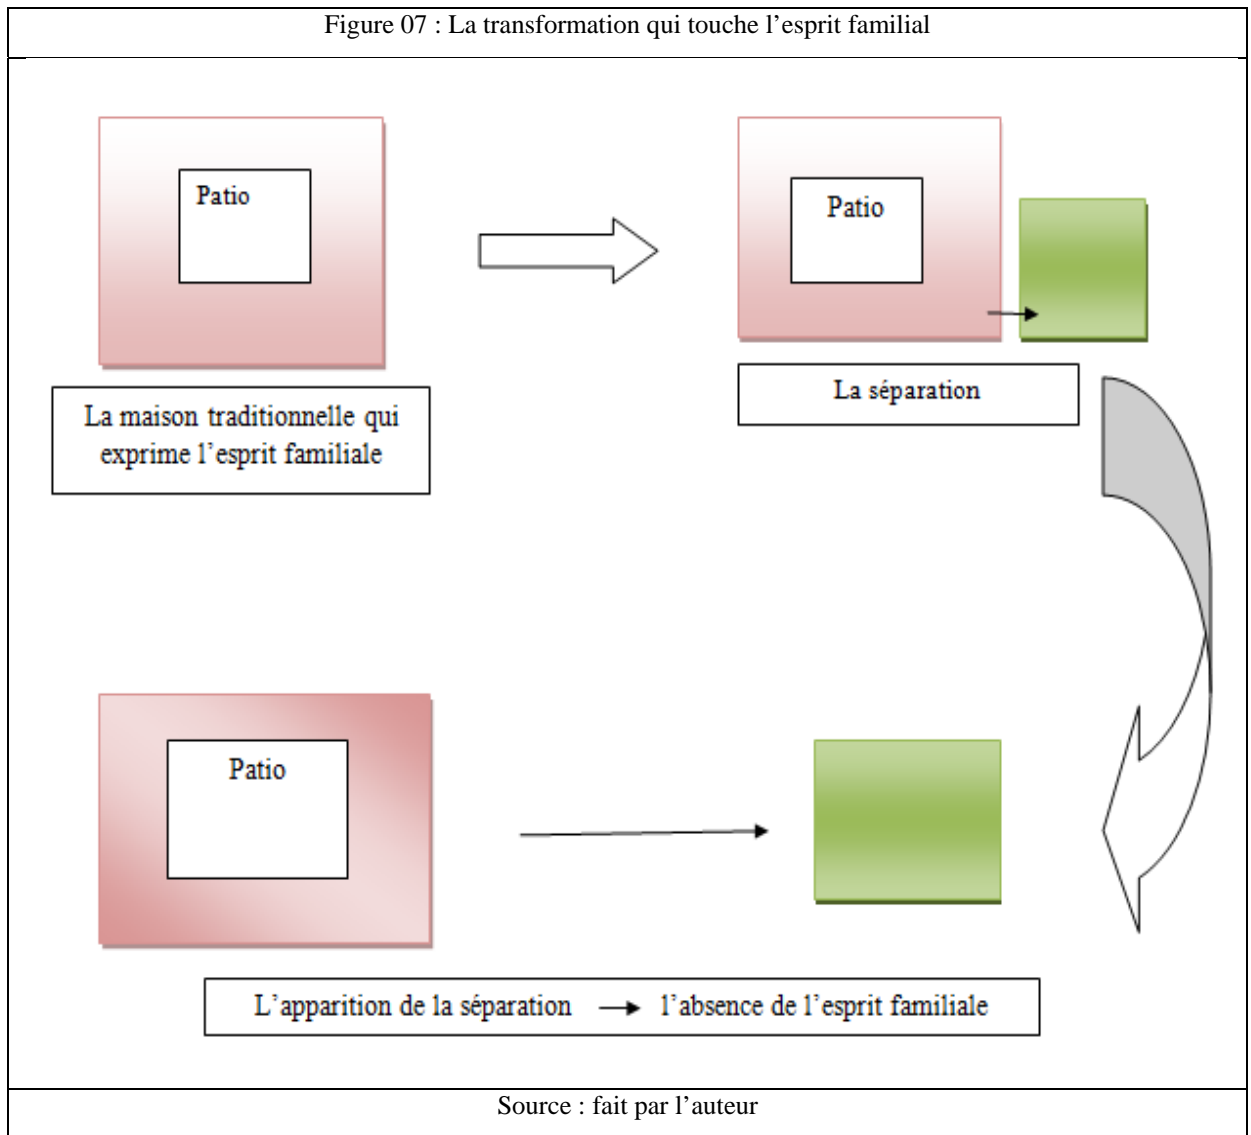 Figure 07 : La transformation qui touche l’esprit familial
Patio
Patio
La maison traditionnelle qui
exprime l’esprit familiale
La séparation
Patio
L’apparition de la séparation → l’absence de l’esprit familiale
Source : fait par l’auteur